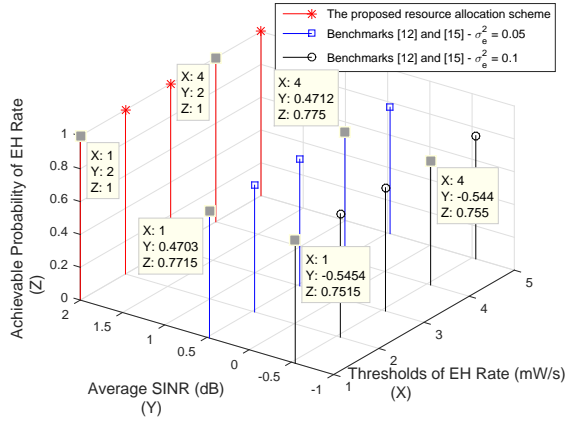 The proposed resource allocation scheme
Benchmarks [12] and [15] - σ_e^2 = 0.05
Benchmarks [12] and [15] - σ_e^2 = 0.1
X: 4
Y: 2
Z: 1
X: 4
Y: 0.4712
Z: 0.775
X: 1
Y: 2
Z: 1
X: 4
Y: -0.544
Z: 0.755
X: 1
Y: 0.4703
Z: 0.7715
X: 1
Y: -0.5454
Z: 0.7515
Achievable Probability of EH Rate
(Z)
1
0.8
0.6
0.4
0.2
0
2
1.5
1
0.5
0
-0.5
-1
Average SINR (dB)
(Y)
1
2
3
4
5
Thresholds of EH Rate (mW/s)
(X)